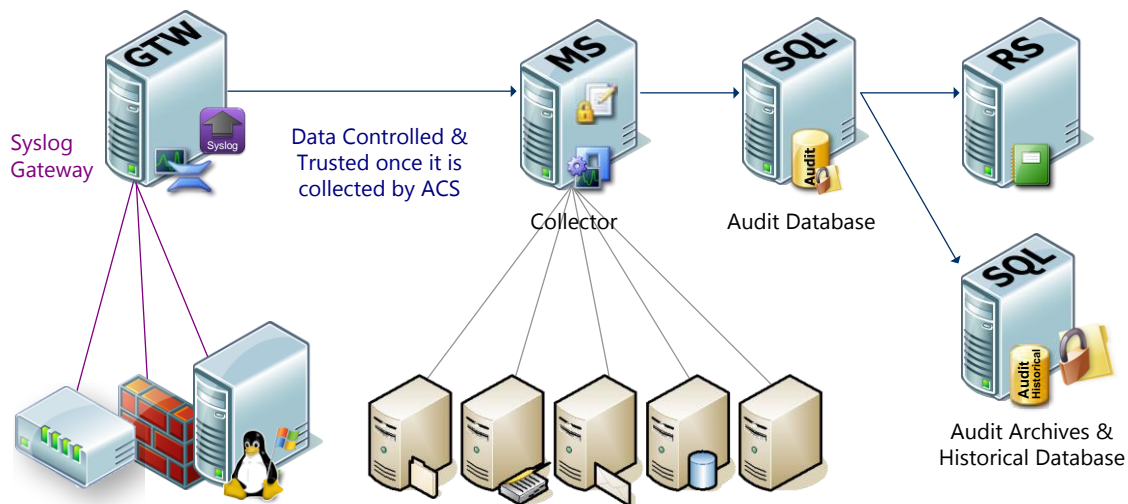 GTW
MS
SQL
RS
Syslog
Syslog
Gateway
Data Controlled &
Trusted once it is
collected by ACS
Audit
Collector
Audit Database
SQL
Audit
Historical
Audit Archives &
Historical Database